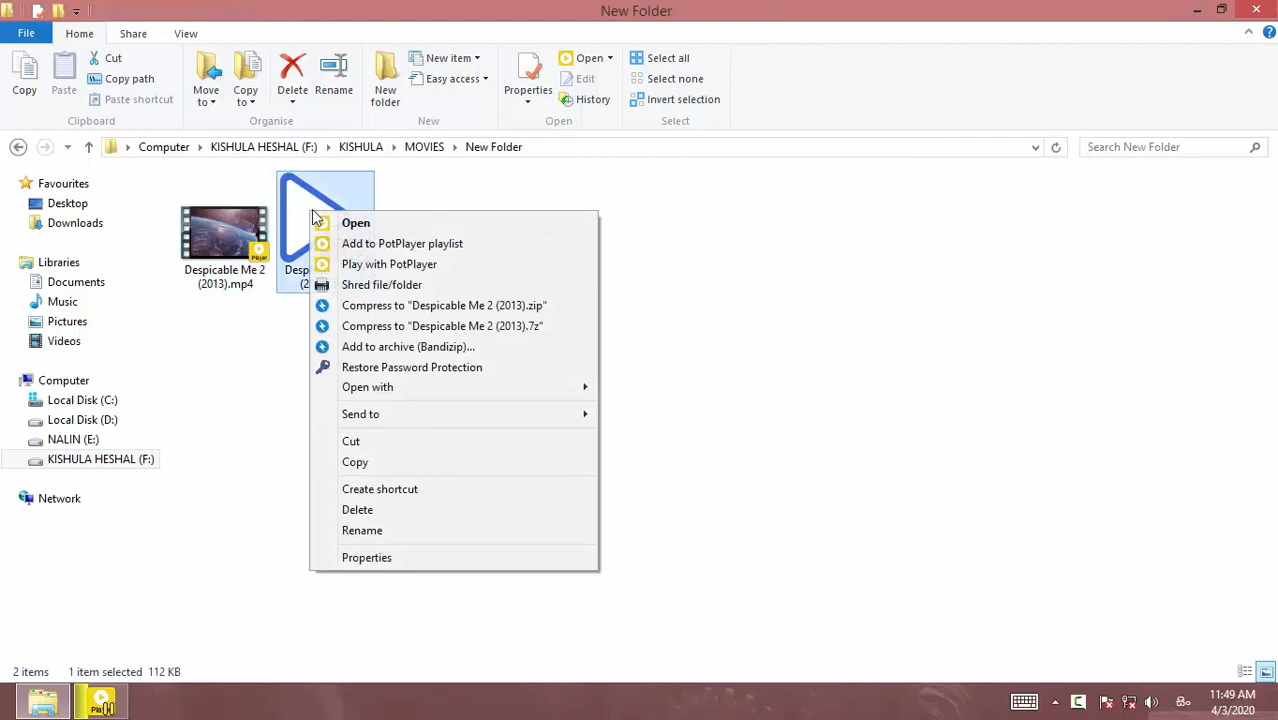 New Folder
File Home Share View
Copy
Paste
Cut
Copy path
Paste shortcut
Clipboard
Move to
Copy to
Delete
Rename
Organise
New folder
New item
Easy access
New
Properties
Open
Edit
History
Open
Select all
Select none
Invert selection
Select
Computer KISHULA HESHAL (F:) KISHULA MOVIES New Folder
Search New Folder
Favourites
Desktop
Downloads
Libraries
Documents
Music
Pictures
Videos
Computer
Local Disk (C:)
Local Disk (D:)
NALIN (E:)
KISHULA HESHAL (F:)
Network
Despicable Me 2
(2013).mp4
Open
Add to PotPlayer playlist
Play with PotPlayer
Shred file/folder
Compress to "Despicable Me 2 (2013).zip"
Compress to "Despicable Me 2 (2013).7z"
Add to archive (Bandizip)...
Restore Password Protection
Open with
Send to
Cut
Copy
Create shortcut
Delete
Rename
Properties
2 items 1 item selected 112 KB
11:49 AM
4/3/2020